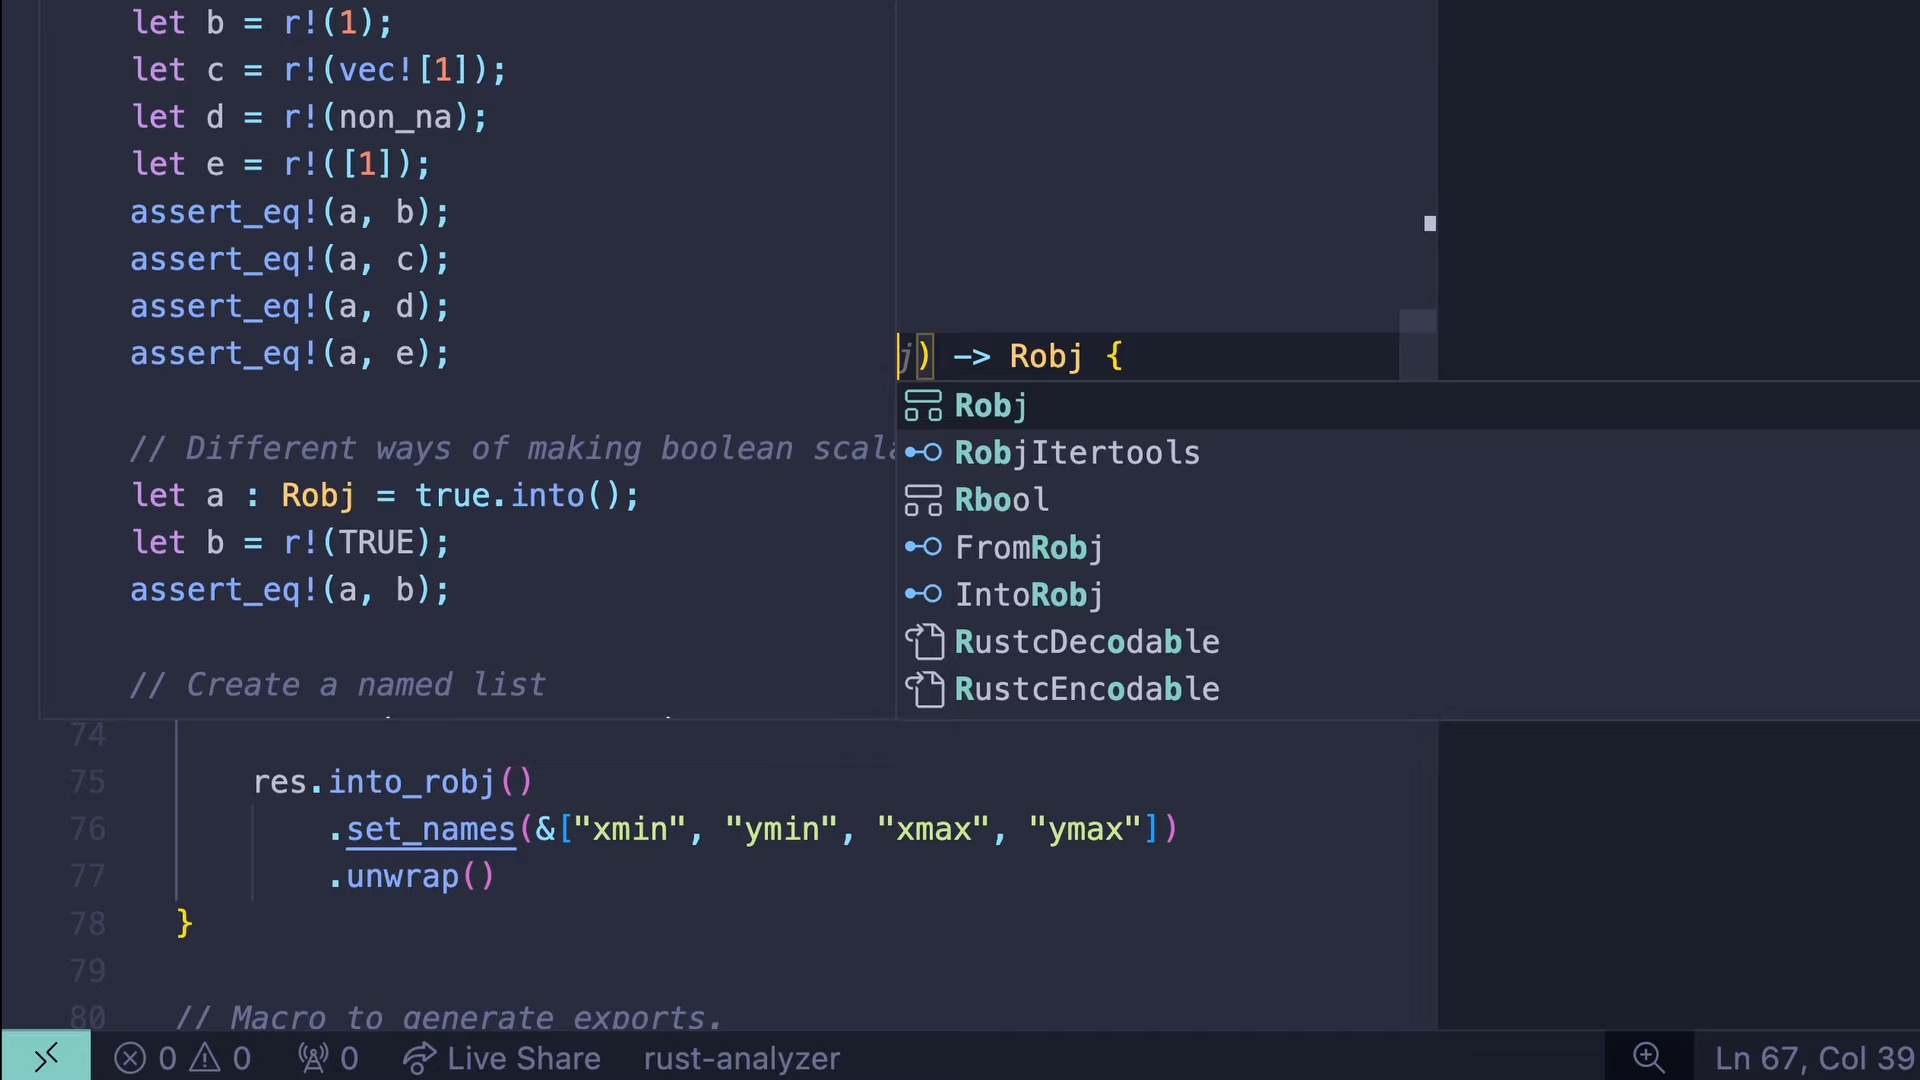 let b = r!(1);
let c = r!(vec![1]);
let d = r!(non_na);
let e = r!([1]);
assert_eq!(a, b);
assert_eq!(a, c);
assert_eq!(a, d);
assert_eq!(a, e);
j) -> Robj {
// Different ways of making boolean scala
let a : Robj = true.into();
let b = r!(TRUE);
assert_eq!(a, b);
// Create a named list
Robj
RobjItertools
Rbool
FromRobj
IntoRobj
RustcDecodable
RustcEncodable
74
75 res.into_robj()
76 .set_names(&["xmin", "ymin", "xmax", "ymax"])
77 .unwrap()
78 }
79
80 // Macro to generate exports.
0 0 0 Live Share rust-analyzer Ln 67, Col 39